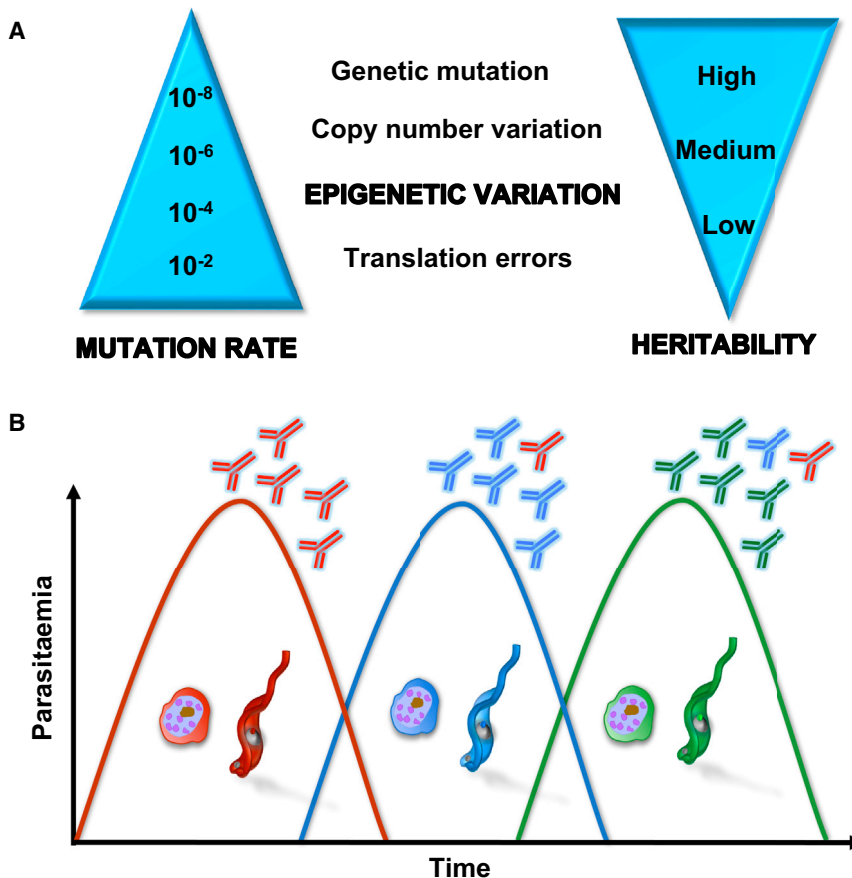 A
10⁻⁸
10⁻⁶
10⁻⁴
10⁻²
MUTATION RATE
Genetic mutation
Copy number variation
EPIGENETIC VARIATION
Translation errors
High
Medium
Low
HERITABILITY
B
Parasitaemia
Time